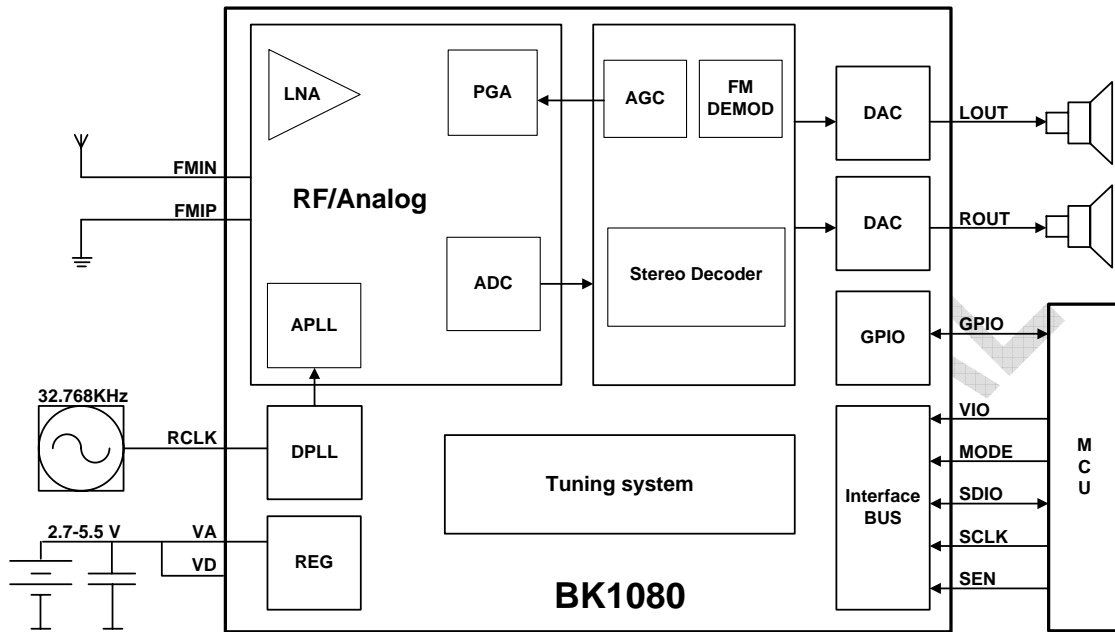 LNA
PGA
AGC
FM
DEMOD
DAC
LOUT
FMIN
RF/Analog
FMIP
DAC
ROUT
ADC
Stereo Decoder
APLL
GPIO
GPIO
32.768KHz
RCLK
DPLL
Tuning system
Interface
BUS
VIO
MODE
SDIO
SCLK
SEN
M
C
U
2.7-5.5 V
VA
VD
REG
BK1080